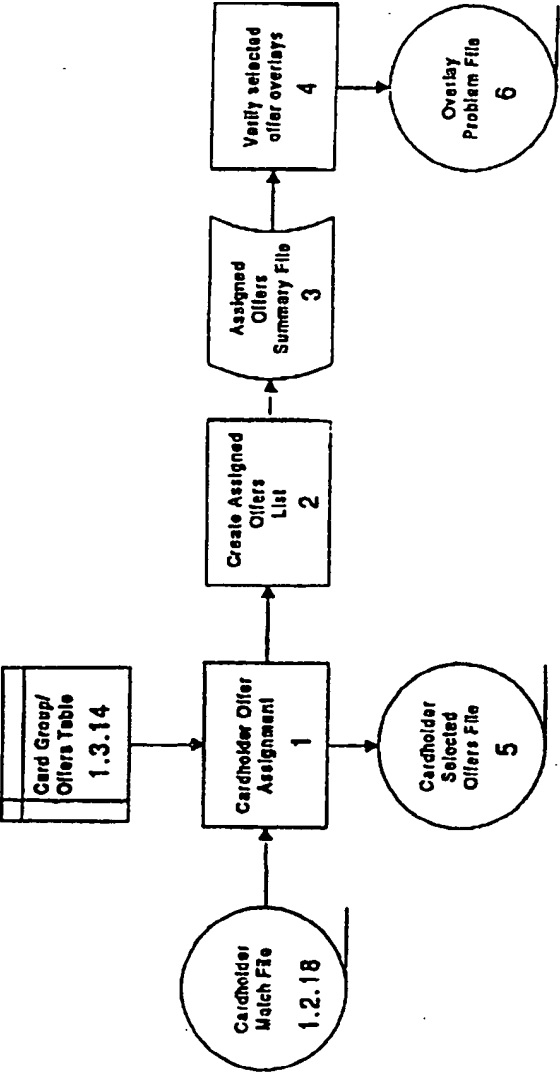 Card Group/
Offers Table
1.3.14
Cardholder
Match File
1.2.18
Cardholder Offer
Assignment
1
Create Assigned
Offers
List
2
Assigned
Offers
Summary File
3
Verify selected
offer overlays
4
Cardholder
Selected
Offers File
5
Overlay
Problem File
6